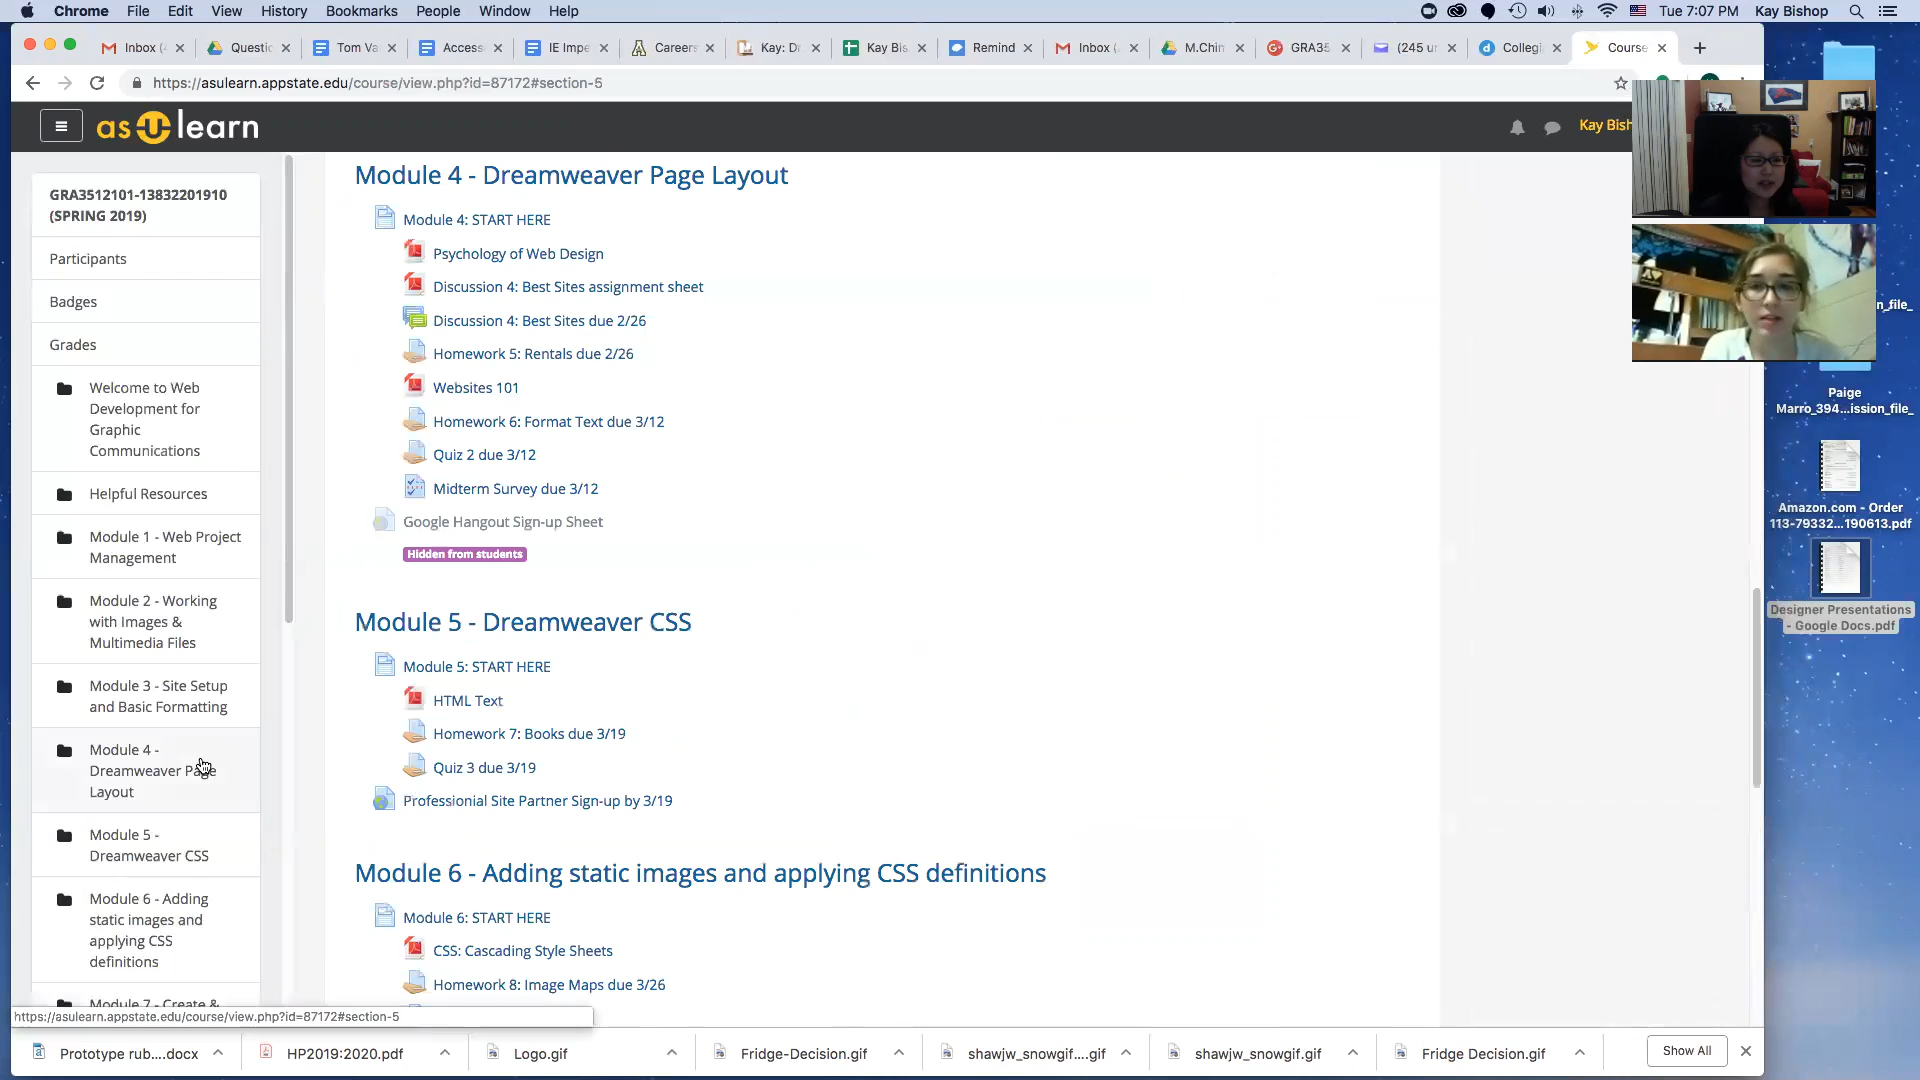 Chrome File Edit View History Bookmarks People Window Help Tue 7:07 PM Kay Bishop
Inbox (4 Questic Tom Va Access IE Impe Careers Kay: Dr Kay Bis Remind Inbox ( M.Chin GRA35 (245 ur Collegi Course
https://asulearn.appstate.edu/course/view.php?id=87172#section-5
asulearn
Kay Bish
GRA3512101-13832201910
(SPRING 2019)
Participants
Badges
Grades
Welcome to Web
Development for
Graphic
Communications
Helpful Resources
Module 1 - Web Project
Management
Module 2 - Working
with Images &
Multimedia Files
Module 3 - Site Setup
and Basic Formatting
Module 4 -
Dreamweaver Page
Layout
Module 5 -
Dreamweaver CSS
Module 6 - Adding
static images and
applying CSS
definitions
Module 7 - Create &
Module 4 - Dreamweaver Page Layout
Module 4: START HERE
Psychology of Web Design
Discussion 4: Best Sites assignment sheet
Discussion 4: Best Sites due 2/26
Homework 5: Rentals due 2/26
Websites 101
Homework 6: Format Text due 3/12
Quiz 2 due 3/12
Midterm Survey due 3/12
Google Hangout Sign-up Sheet
Hidden from students
Module 5 - Dreamweaver CSS
Module 5: START HERE
HTML Text
Homework 7: Books due 3/19
Quiz 3 due 3/19
Professionial Site Partner Sign-up by 3/19
Module 6 - Adding static images and applying CSS definitions
Module 6: START HERE
CSS: Cascading Style Sheets
Homework 8: Image Maps due 3/26
n_file_
Paige
Marro_394...ission_file_
Amazon.com - Order
113-79332...190613.pdf
Designer Presentations
- Google Docs.pdf
https://asulearn.appstate.edu/course/view.php?id=87172#section-5
Prototype rub....docx HP2019:2020.pdf Logo.gif Fridge-Decision.gif shawjw_snowgif....gif shawjw_snowgif.gif Fridge Decision.gif Show All